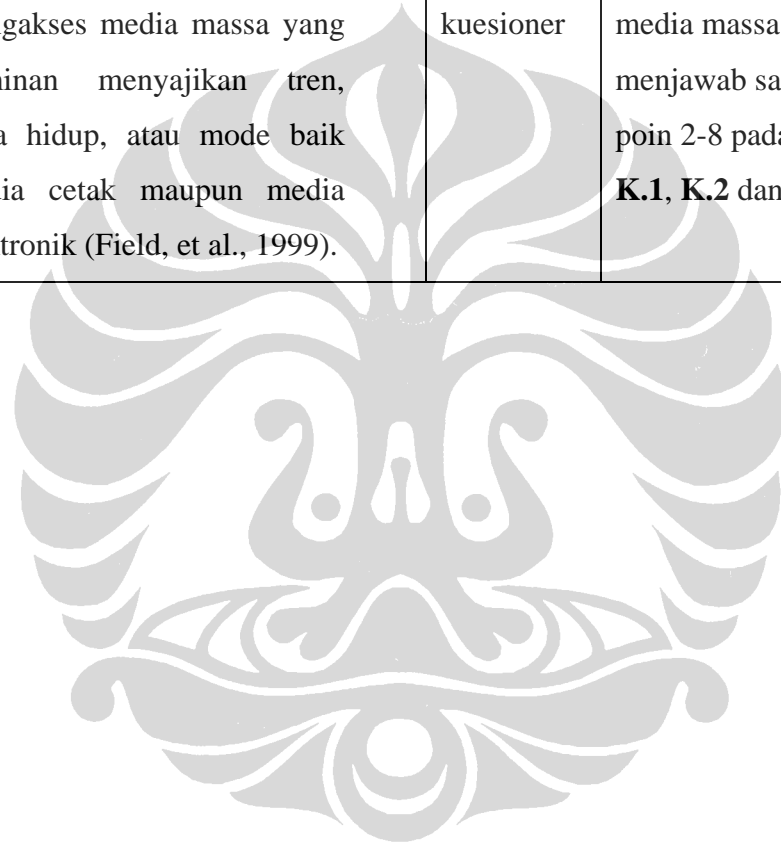 gakses media massa yang
inan menyajikan tren,
a hidup, atau mode baik
ia cetak maupun media
tronik (Field, et al., 1999).
kuesioner
media massa
menjawab sa
poin 2-8 pada
K.1, K.2 dan